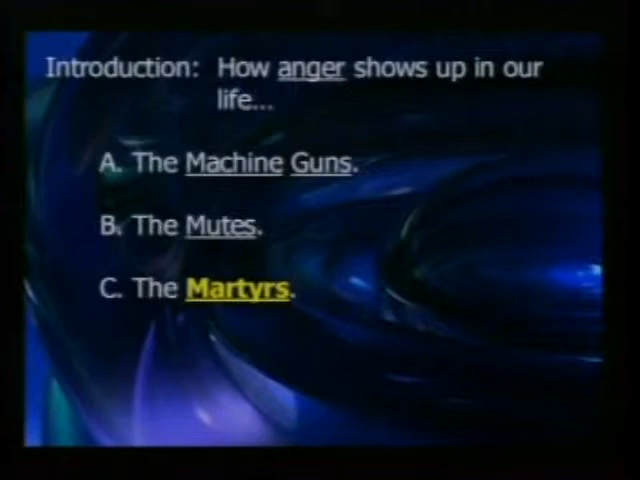 Introduction: How anger shows up in our
life...
A. The Machine Guns.
B. The Mutes.
C. The Martyrs.